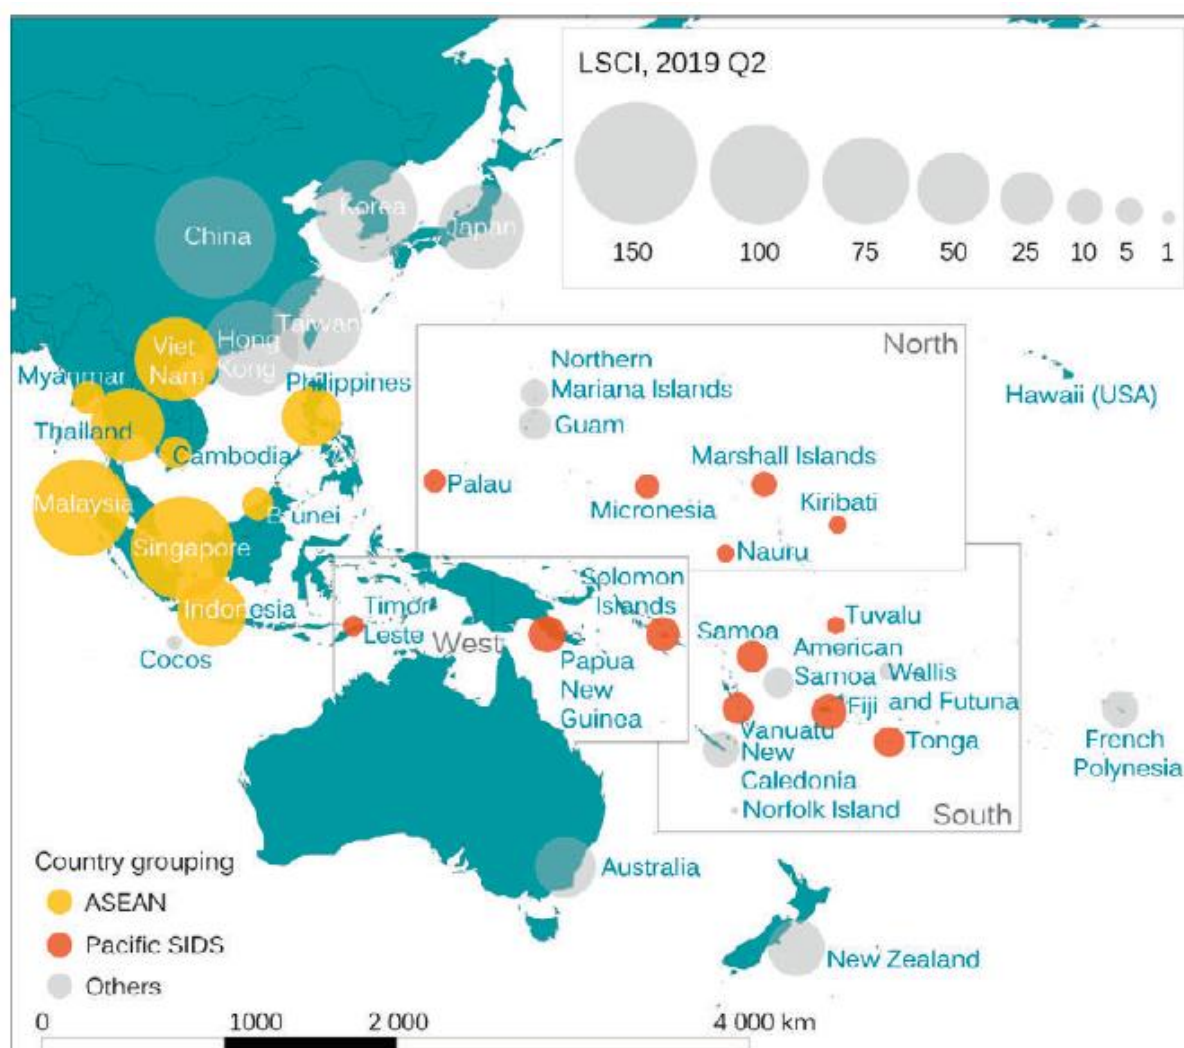 LSCI, 2019 Q2
150 100 75 50 25 10 5 1
Korea
Japan
China
Taiwan
Hong
Kong
Viet
Nam
Myanmar
Philippines
Thailand
Cambodia
Malaysia
Brunei
Singapore
Indonesia
Cocos
North
Northern
Mariana Islands
Guam
Hawaii (USA)
Marshall Islands
Palau
Micronesia
Kiribati
Nauru
Solomon
Islands
Timor
Leste
West
Papua
New
Guinea
Tuvalu
Samoa
American
Samoa
Wallis
and Futuna
Fiji
Vanuatu
Tonga
New
Caledonia
Norfolk Island
South
French
Polynesia
Australia
New Zealand
Country grouping
ASEAN
Pacific SIDS
Others
0 1000 2 000 4 000 km